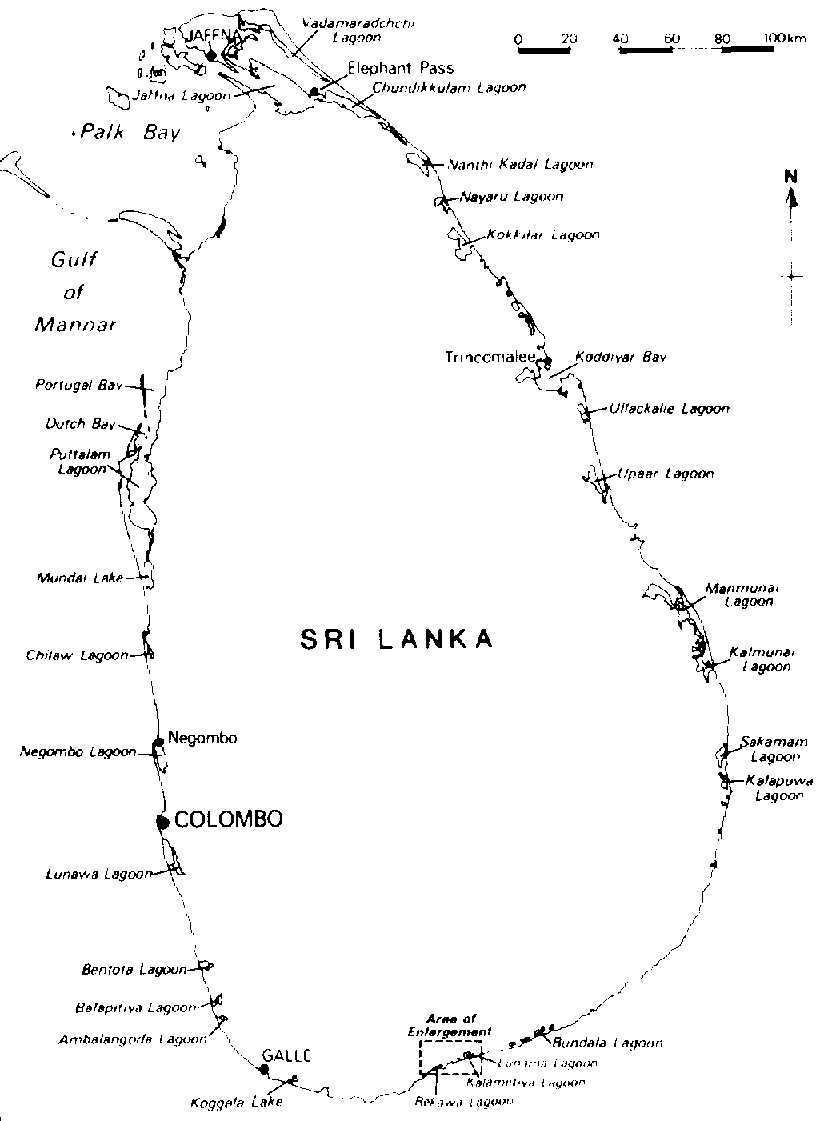 Vadamaradchchi
Lagoon
JAFFNA
0 20 40 60 80 100km
Elephant Pass
Jaffna Lagoon
Chundikkulam Lagoon
Palk Bay
Nanthi Kadal Lagoon
N
Nayaru Lagoon
Kokkilai Lagoon
Gulf
of
Mannar
Trincomalee
Koddiyar Bay
Portugal Bay
Ullackalie Lagoon
Dutch Bay
Puttalam
Lagoon
Upaar Lagoon
Mundal Lake
Manmunai
Lagoon
SRI LANKA
Chilaw Lagoon
Kalmunai
Lagoon
Negombo
Negombo Lagoon
Sakamam
Lagoon
Kalapuwa
Lagoon
COLOMBO
Lunawa Lagoon
Bentota Lagoon
Balapitiya Lagoon
Ambalangoda Lagoon
Area of
Enlargement
Bundala Lagoon
GALLE
Lunama Lagoon
Kalametiya Lagoon
Koggala Lake
Rekawa Lagoon